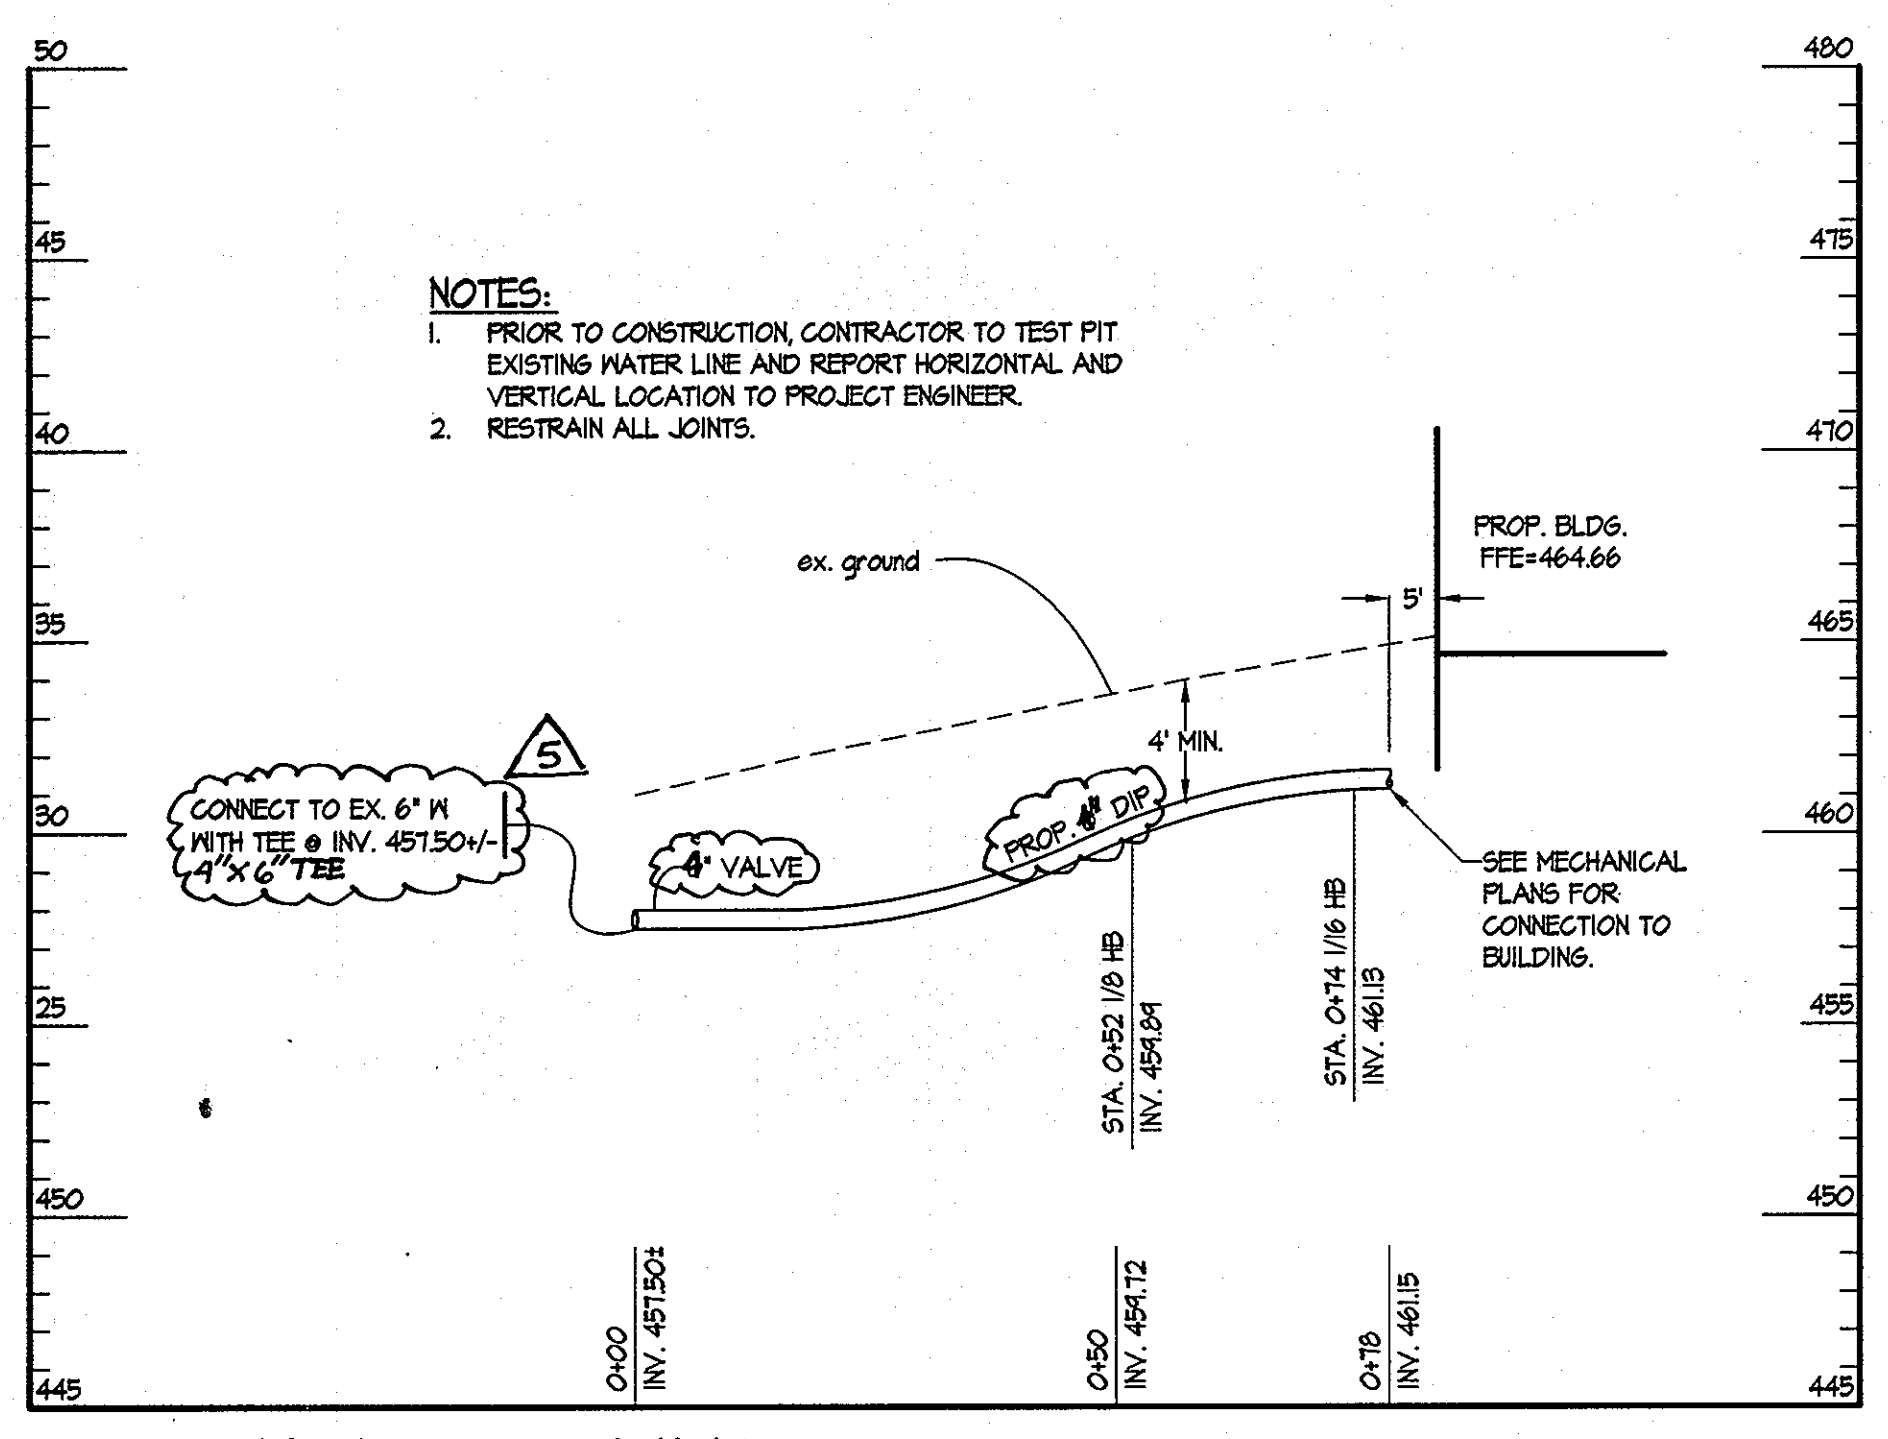 50
45
40
35
30
25
450
445
480
475
470
465
460
455
450
445
NOTES:
1. PRIOR TO CONSTRUCTION, CONTRACTOR TO TEST PIT
EXISTING WATER LINE AND REPORT HORIZONTAL AND
VERTICAL LOCATION TO PROJECT ENGINEER.
2. RESTRAIN ALL JOINTS.
PROP. BLDG.
FFE=464.66
ex. ground
5'
4' MIN.
5
CONNECT TO EX. 6" W
WITH TEE @ INV. 457.50+/-
4"X6" TEE
4" VALVE
PROP. DIP
SEE MECHANICAL
PLANS FOR
CONNECTION TO
BUILDING.
STA. 0+52 1/8 HB
INV. 459.89
STA. 0+74 1/16 HB
INV. 461.13
0+00
INV. 457.50±
0+50
INV. 459.72
0+78
INV. 461.15